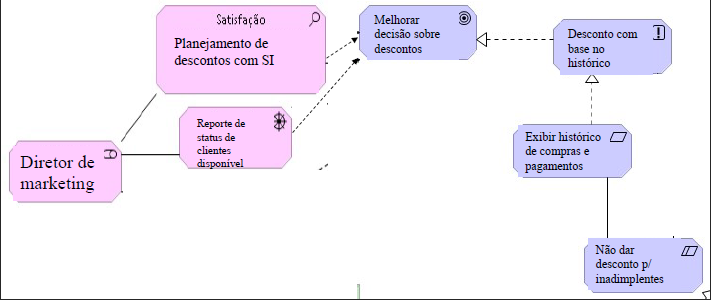 Satisfação
Planejamento de
descontos com SI
Melhorar
decisão sobre
descontos
Desconto com
base no
histórico
Reporte de
status de
clientes
disponível
Diretor de
marketing
Exibir histórico
de compras e
pagamentos
Não dar
desconto p/
inadimplentes